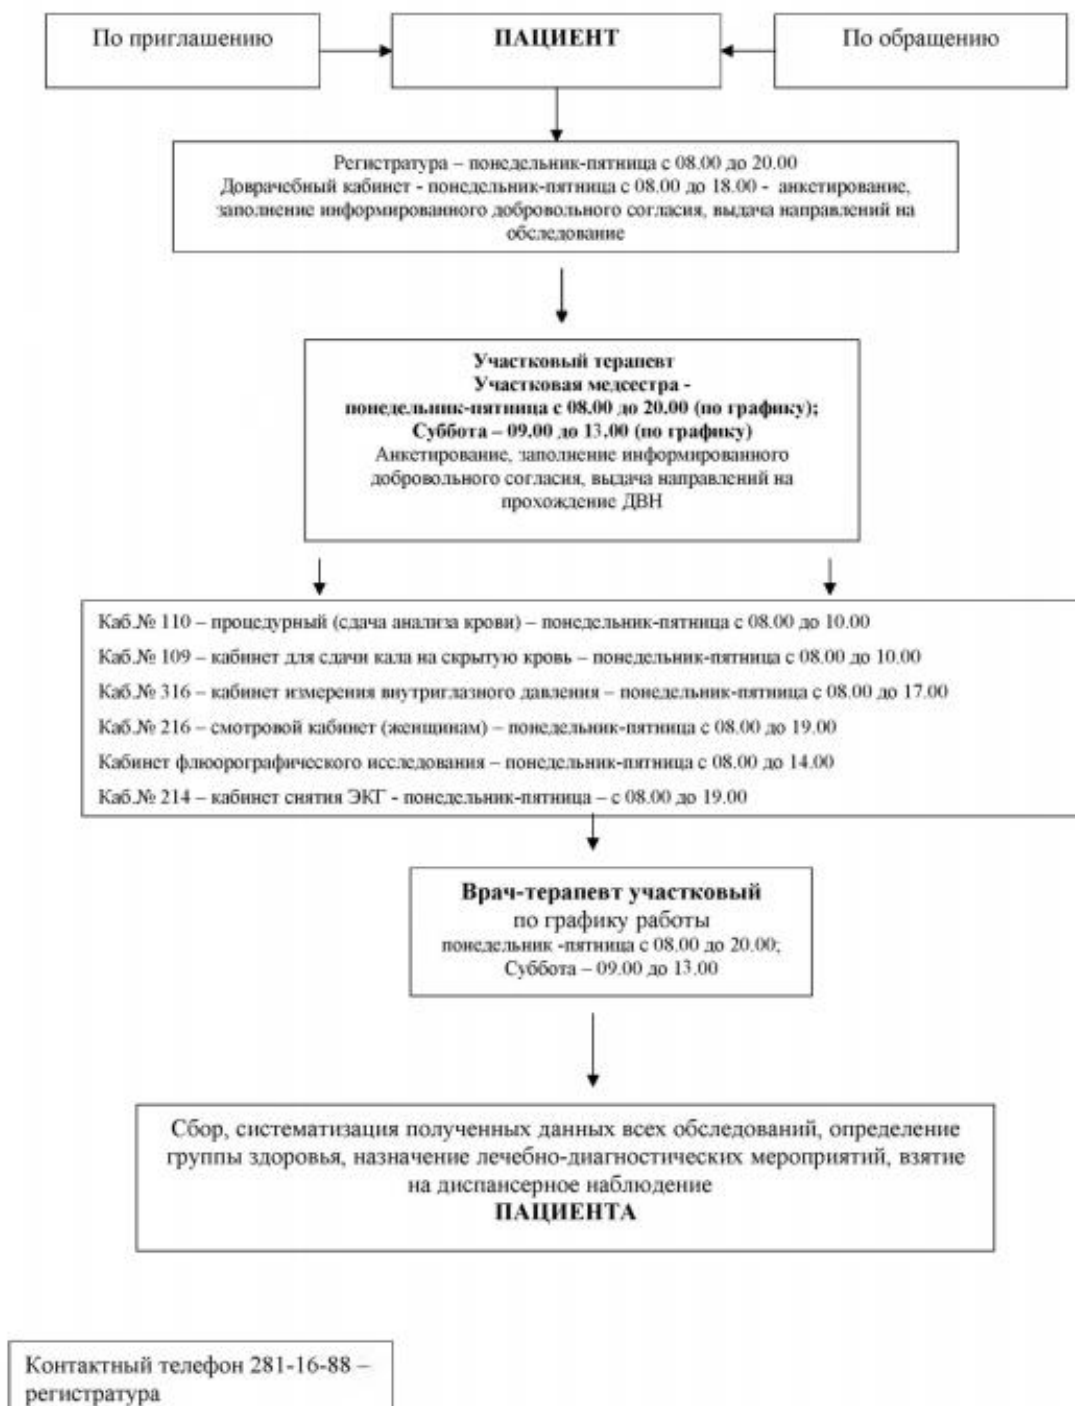 По приглашению
ПАЦИЕНТ
По обращению
Регистратура – понедельник-пятница с 08.00 до 20.00
Доврачебный кабинет - понедельник-пятница с 08.00 до 18.00 - анкетирование,
заполнение информированного добровольного согласия, выдача направлений на
обследование
Участковый терапевт
Участковая медсестра -
понедельник-пятница с 08.00 до 20.00 (по графику);
Суббота – 09.00 до 13.00 (по графику)
Анкетирование, заполнение информированного
добровольного согласия, выдача направлений на
прохождение ДВН
Каб.№ 110 – процедурный (сдача анализа крови) – понедельник-пятница с 08.00 до 10.00
Каб.№ 109 – кабинет для сдачи кала на скрытую кровь – понедельник-пятница с 08.00 до 10.00
Каб.№ 316 – кабинет измерения внутриглазного давления – понедельник-пятница с 08.00 до 17.00
Каб.№ 216 – смотровой кабинет (женщинам) – понедельник-пятница с 08.00 до 19.00
Кабинет флюорографического исследования – понедельник-пятница с 08.00 до 14.00
Каб.№ 214 – кабинет снятия ЭКГ - понедельник-пятница – с 08.00 до 19.00
Врач-терапевт участковый
по графику работы
понедельник -пятница с 08.00 до 20.00;
Суббота – 09.00 до 13.00
Сбор, систематизация полученных данных всех обследований, определение
группы здоровья, назначение лечебно-диагностических мероприятий, взятие
на диспансерное наблюдение
ПАЦИЕНТА
Контактный телефон 281-16-88 –
регистратура